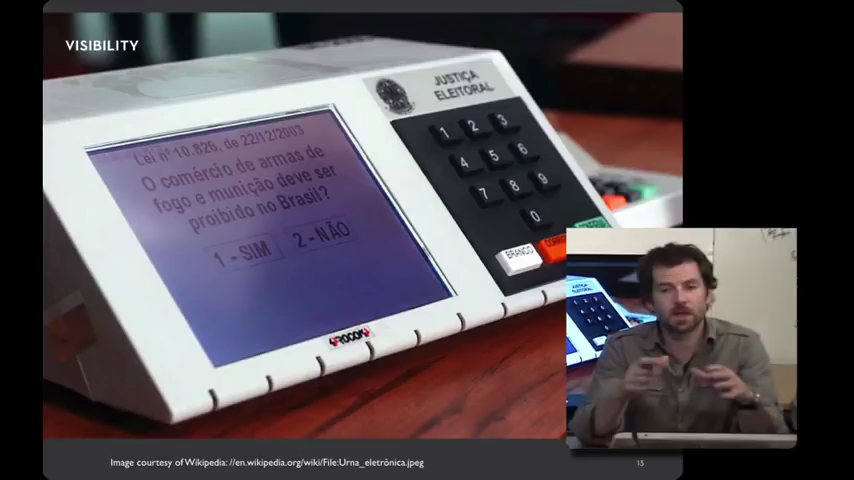 VISIBILITY
JUSTIÇA
ELEITORAL
Lei nº 10.826, de 22/12/2003
O comércio de armas de
fogo e munição deve ser
proibido no Brasil?
1 - SIM 2 - NÃO
1 2 3
4 5 6
7 8 9
0
BRANCO
PROCOMP
Image courtesy of Wikipedia: //en.wikipedia.org/wiki/File:Urna_eletrônica.jpeg
13